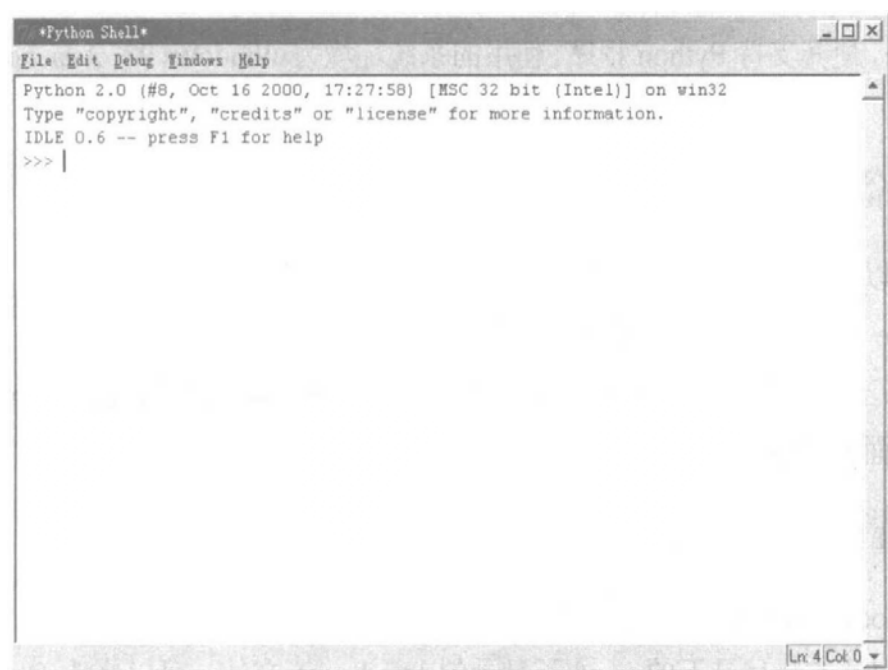 *Python Shell*
File Edit Debug Windows Help
Python 2.0 (#8, Oct 16 2000, 17:27:58) [MSC 32 bit (Intel)] on win32
Type "copyright", "credits" or "license" for more information.
IDLE 0.6 -- press F1 for help
>>>
Ln: 4 Col: 0